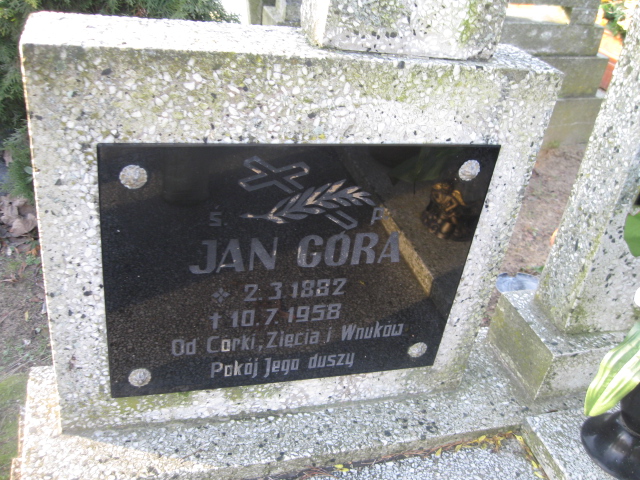 Ś P
JAN GÓRA
* 2.3.1882
† 10.7.1958
Od Córki, Zięcia i Wnuków
Pokój Jego duszy